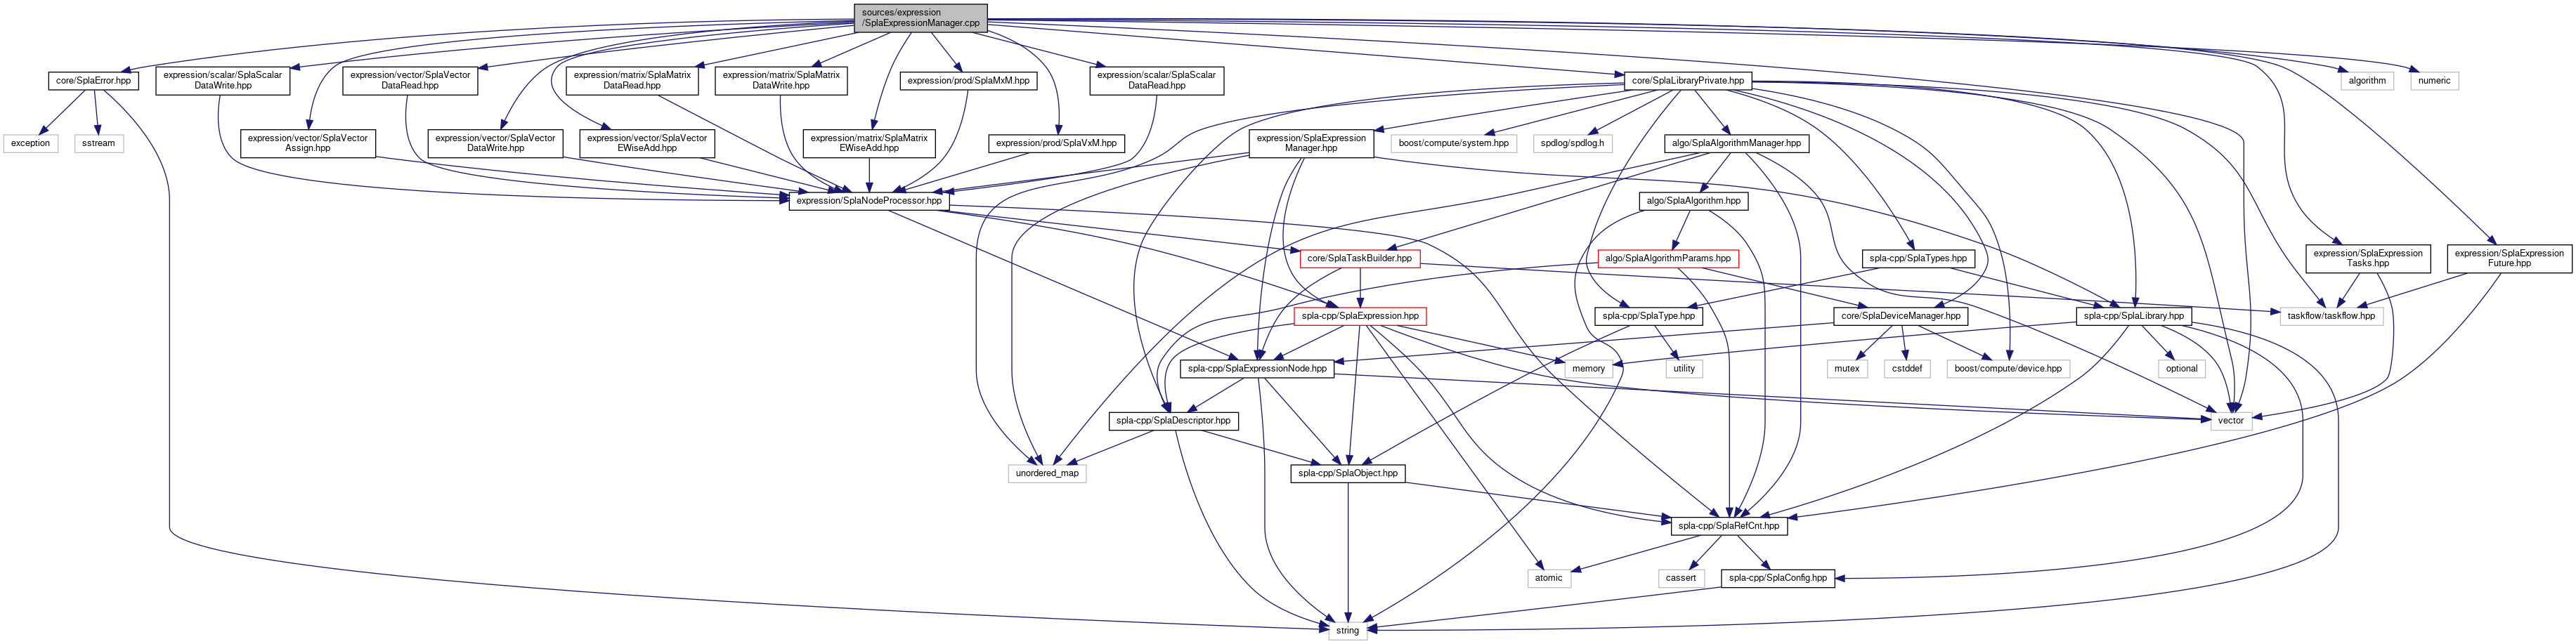 sources/expression
/SplaExpressionManager.cpp
core/SplaError.hpp
expression/scalar/SplaScalar
DataWrite.hpp
expression/vector/SplaVector
DataRead.hpp
expression/matrix/SplaMatrix
DataRead.hpp
expression/matrix/SplaMatrix
DataWrite.hpp
expression/prod/SplaMxM.hpp
expression/scalar/SplaScalar
DataRead.hpp
core/SplaLibraryPrivate.hpp
algorithm
numeric
exception
sstream
expression/vector/SplaVector
Assign.hpp
expression/vector/SplaVector
DataWrite.hpp
expression/vector/SplaVector
EWiseAdd.hpp
expression/matrix/SplaMatrix
EWiseAdd.hpp
expression/prod/SplaVxM.hpp
expression/SplaExpression
Manager.hpp
boost/compute/system.hpp
spdlog/spdlog.h
algo/SplaAlgorithmManager.hpp
expression/SplaNodeProcessor.hpp
algo/SplaAlgorithm.hpp
core/SplaTaskBuilder.hpp
algo/SplaAlgorithmParams.hpp
spla-cpp/SplaTypes.hpp
expression/SplaExpression
Tasks.hpp
expression/SplaExpression
Future.hpp
spla-cpp/SplaExpression.hpp
spla-cpp/SplaType.hpp
core/SplaDeviceManager.hpp
spla-cpp/SplaLibrary.hpp
taskflow/taskflow.hpp
spla-cpp/SplaExpressionNode.hpp
memory
utility
mutex
cstddef
boost/compute/device.hpp
optional
spla-cpp/SplaDescriptor.hpp
vector
unordered_map
spla-cpp/SplaObject.hpp
spla-cpp/SplaRefCnt.hpp
atomic
cassert
spla-cpp/SplaConfig.hpp
string